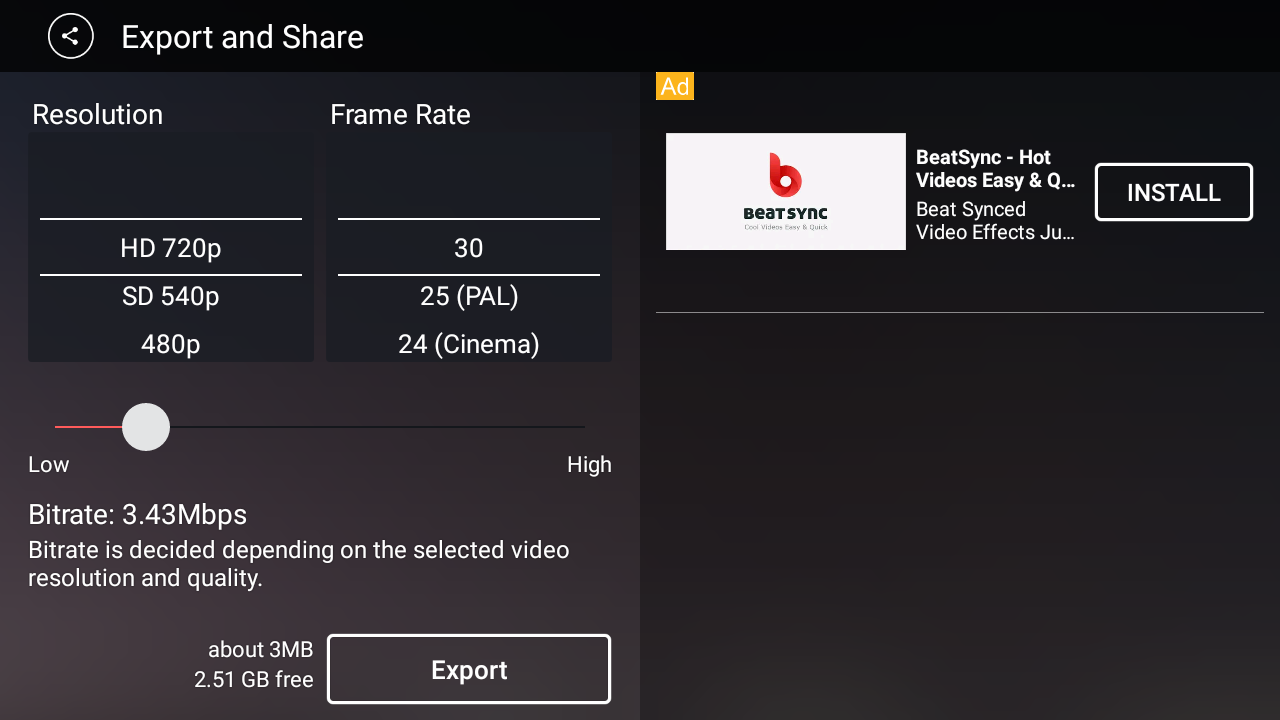 Export and Share
Resolution
Frame Rate
HD 720p
SD 540p
480p
30
25 (PAL)
24 (Cinema)
Low
High
Bitrate: 3.43Mbps
Bitrate is decided depending on the selected video
resolution and quality.
about 3MB
2.51 GB free
Export
Ad
BEATSYNC
Cool Videos Easy & Quick
BeatSync - Hot
Videos Easy & Q...
Beat Synced
Video Effects Ju...
INSTALL